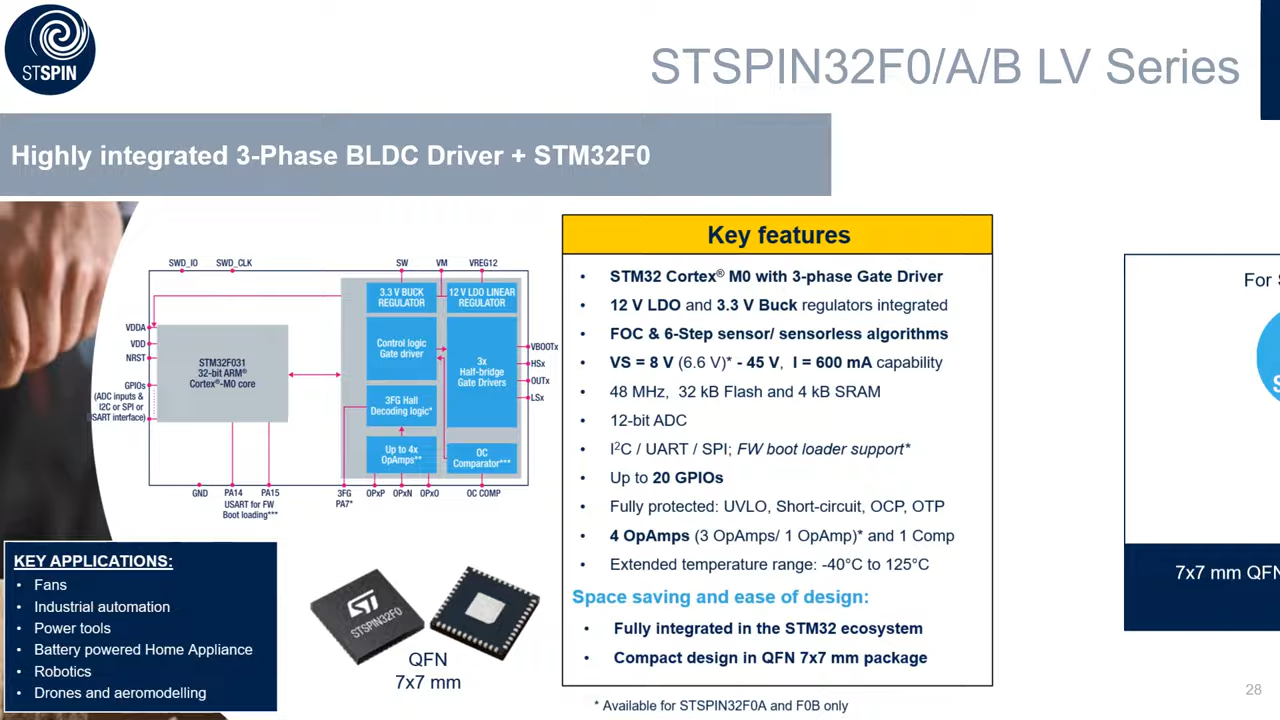 STSPIN
STSPIN32F0/A/B LV Series
Highly integrated 3-Phase BLDC Driver + STM32F0
SWD_IO
SWD_CLK
SW
VM
VREG12
3.3 V BUCK
REGULATOR
12 V LDO LINEAR
REGULATOR
VDDA
VDD
NRST
GPIOs
(ADC inputs &
I2C or SPI or
USART interface)
STM32F031
32-bit ARM®
Cortex®-M0 core
Control logic
Gate driver
3x
Half-bridge
Gate Drivers
3FG Hall
Decoding logic*
Up to 4x
OpAmps**
OC
Comparator***
VBOOTx
HSx
OUTx
LSx
GND
PA14
PA15
USART for FW
Boot loading***
3FG
PA7*
OPxP
OPxN
OPxO
OC COMP
KEY APPLICATIONS:
• Fans
• Industrial automation
• Power tools
• Battery powered Home Appliance
• Robotics
• Drones and aeromodelling
ST
STSPIN32F0
QFN
7x7 mm
Key features
• STM32 Cortex® M0 with 3-phase Gate Driver
• 12 V LDO and 3.3 V Buck regulators integrated
• FOC & 6-Step sensor/ sensorless algorithms
• VS = 8 V (6.6 V)* - 45 V, I = 600 mA capability
• 48 MHz, 32 kB Flash and 4 kB SRAM
• 12-bit ADC
• I²C / UART / SPI; FW boot loader support*
• Up to 20 GPIOs
• Fully protected: UVLO, Short-circuit, OCP, OTP
• 4 OpAmps (3 OpAmps/ 1 OpAmp)* and 1 Comp
• Extended temperature range: -40°C to 125°C
Space saving and ease of design:
• Fully integrated in the STM32 ecosystem
• Compact design in QFN 7x7 mm package
* Available for STSPIN32F0A and F0B only
For S
S
7x7 mm QFN
28